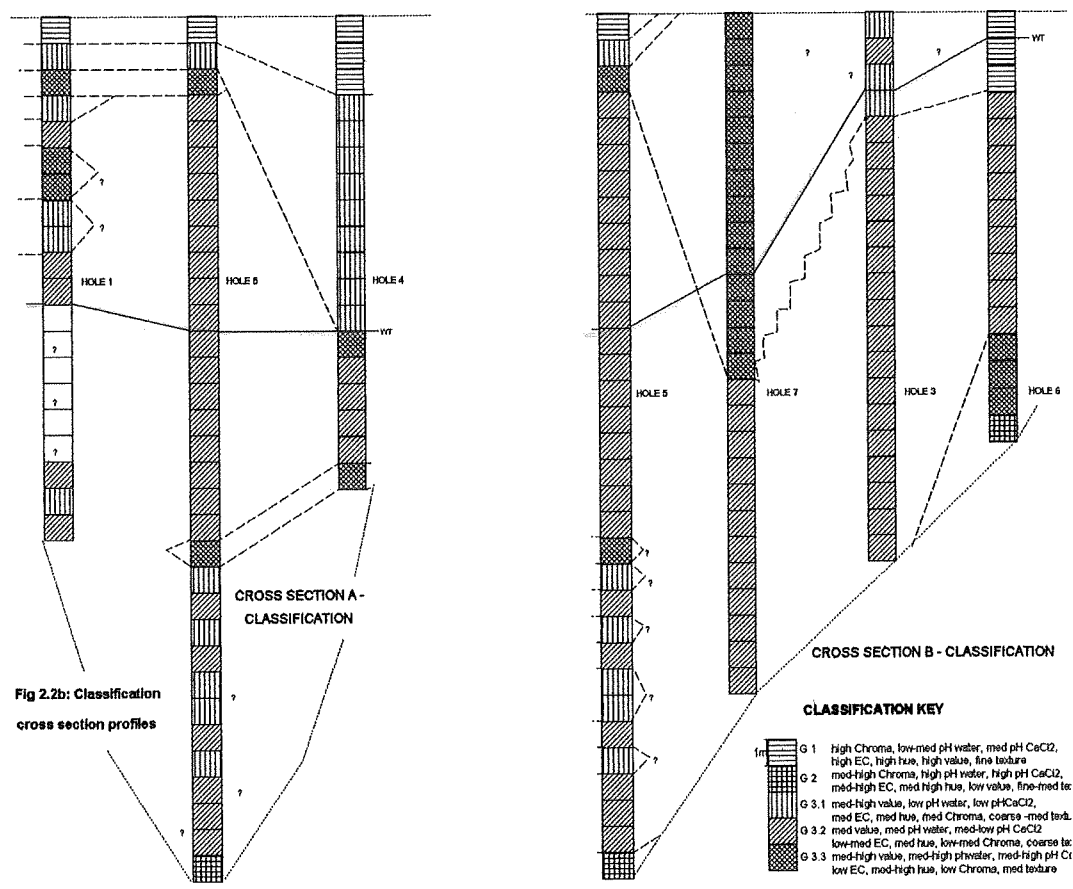 HOLE 1
HOLE 5
HOLE 4
WT
?
?
?
?
?
CROSS SECTION A -
CLASSIFICATION
Fig 2.2b: Classification
cross section profiles
?
?
?
WT
?
?
?
HOLE 5
HOLE 7
HOLE 3
HOLE 6
?
?
?
?
?
CROSS SECTION B - CLASSIFICATION
CLASSIFICATION KEY
1m
G 1 high Chroma, low-med pH water, med pH CaCl2,
high EC, high hue, high value, fine texture
G 2 med-high Chroma, high pH water, high pH CaCl2,
med-high EC, med high hue, low value, fine-med te
G 3.1 med-high value, low pH water, low pHCaCl2,
med EC, med hue, med Chroma, coarse -med textu
G 3.2 med value, med pH water, med-low pH CaCl2
low-med EC, med hue, low-med Chroma, coarse te
G 3.3 med-high value, med-high phwater, med-high pH C
low EC, med-high hue, low Chroma, med texture